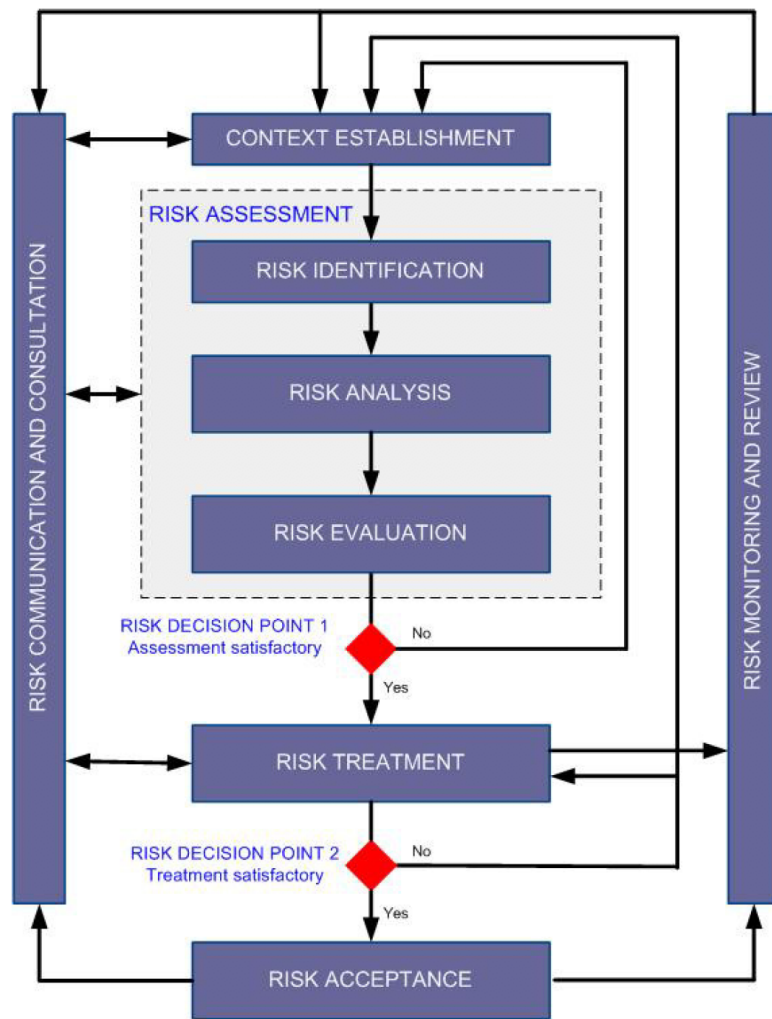 CONTEXT ESTABLISHMENT
RISK ASSESSMENT
RISK IDENTIFICATION
RISK ANALYSIS
RISK EVALUATION
RISK COMMUNICATION AND CONSULTATION
RISK MONITORING AND REVIEW
RISK DECISION POINT 1
Assessment satisfactory
No
Yes
RISK TREATMENT
RISK DECISION POINT 2
Treatment satisfactory
No
Yes
RISK ACCEPTANCE